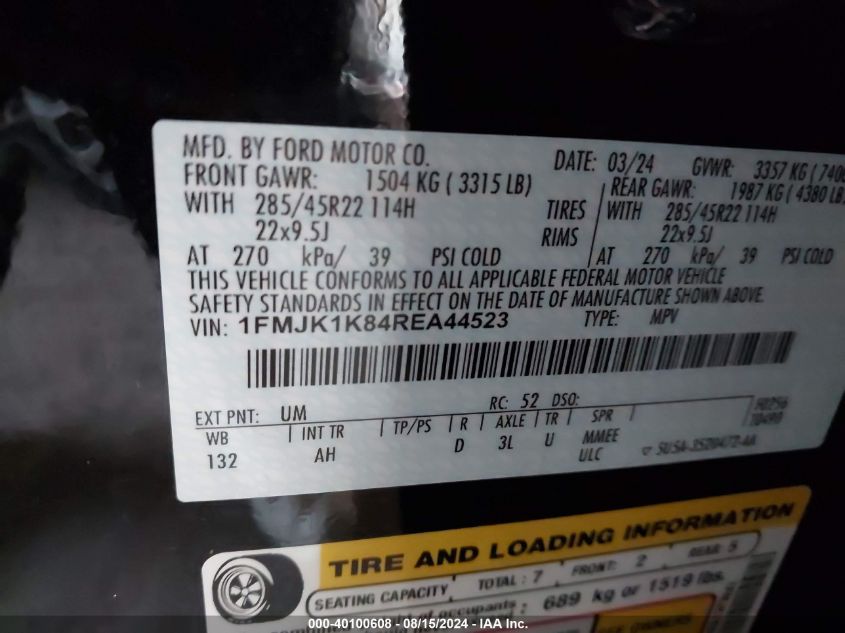 MFD. BY FORD MOTOR CO.
DATE: 03/24 GVWR: 3357 KG
FRONT GAWR: 1504 KG ( 3315 LB)
REAR GAWR: 1987 KG ( 4380 LB)
WITH 285/45R22 114H TIRES WITH 285/45R22 114H
22x9.5J RIMS 22x9.5J
AT 270 kPa/ 39 PSI COLD AT 270 kPa/ 39 PSI COLD
THIS VEHICLE CONFORMS TO ALL APPLICABLE FEDERAL MOTOR VEHICLE
SAFETY STANDARDS IN EFFECT ON THE DATE OF MANUFACTURE SHOWN ABOVE.
VIN: 1FMJK1K84REA44523 TYPE: MPV
EXT PNT: UM RC: 52 DSO:
WB INT TR TP/PS R AXLE TR SPR
132 AH D 3L U MMEE
ULC
TIRE AND LOADING INFORMATION
SEATING CAPACITY TOTAL : 7 FRONT: 2 REAR: 5
of occupants
689 kg or 1519 lbs.
OWNERS
000-40100608 - 08/15/2024 - IAA Inc.